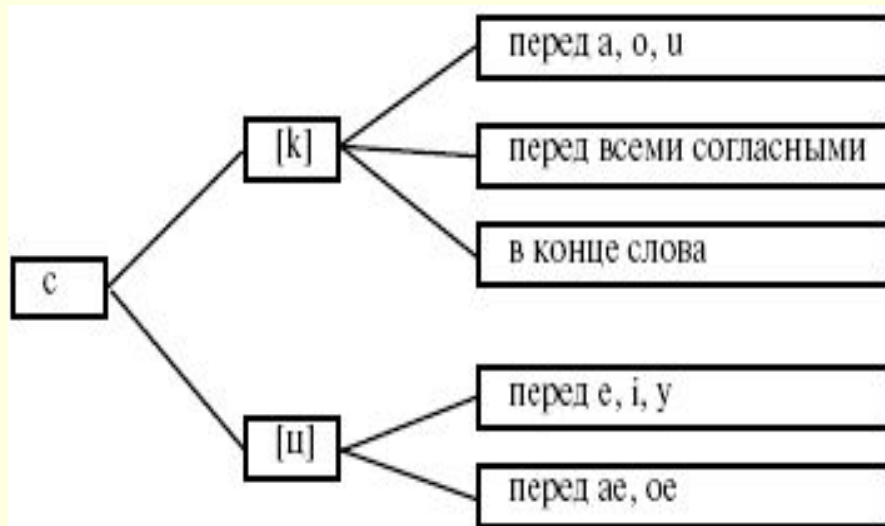 перед a, o, u
[k]
перед всеми согласными
в конце слова
c
перед e, i, y
[ц]
перед ae, oe